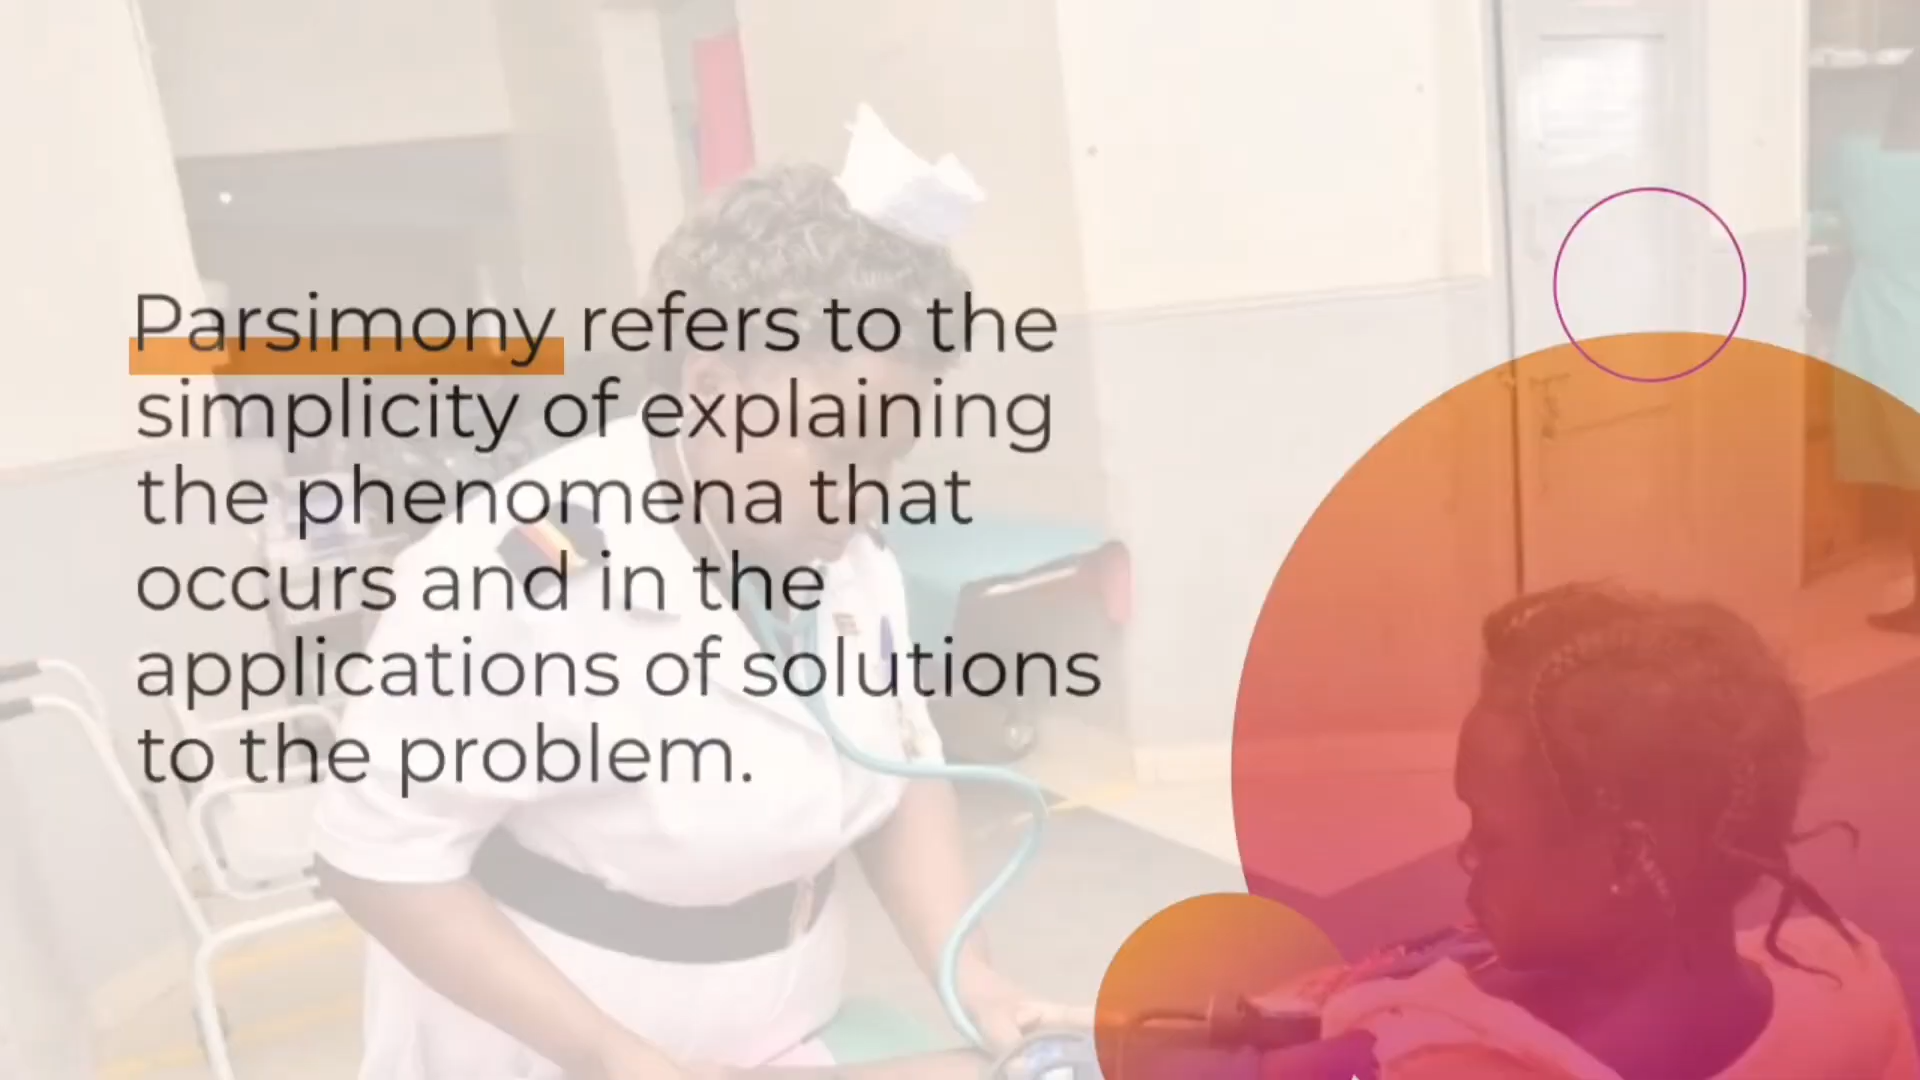 Parsimony refers to the
simplicity of explaining
the phenomena that
occurs and in the
applications of solutions
to the problem.